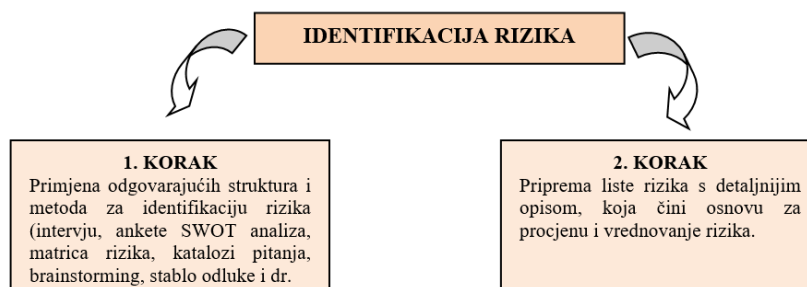 IDENTIFIKACIJA RIZIKA
1. KORAK
Primjena odgovarajućih struktura i
metoda za identifikaciju rizika
(intervju, ankete SWOT analiza,
matrica rizika, katalozi pitanja,
brainstorming, stablo odluke i dr.
2. KORAK
Priprema liste rizika s detaljnijim
opisom, koja čini osnovu za
procjenu i vrednovanje rizika.